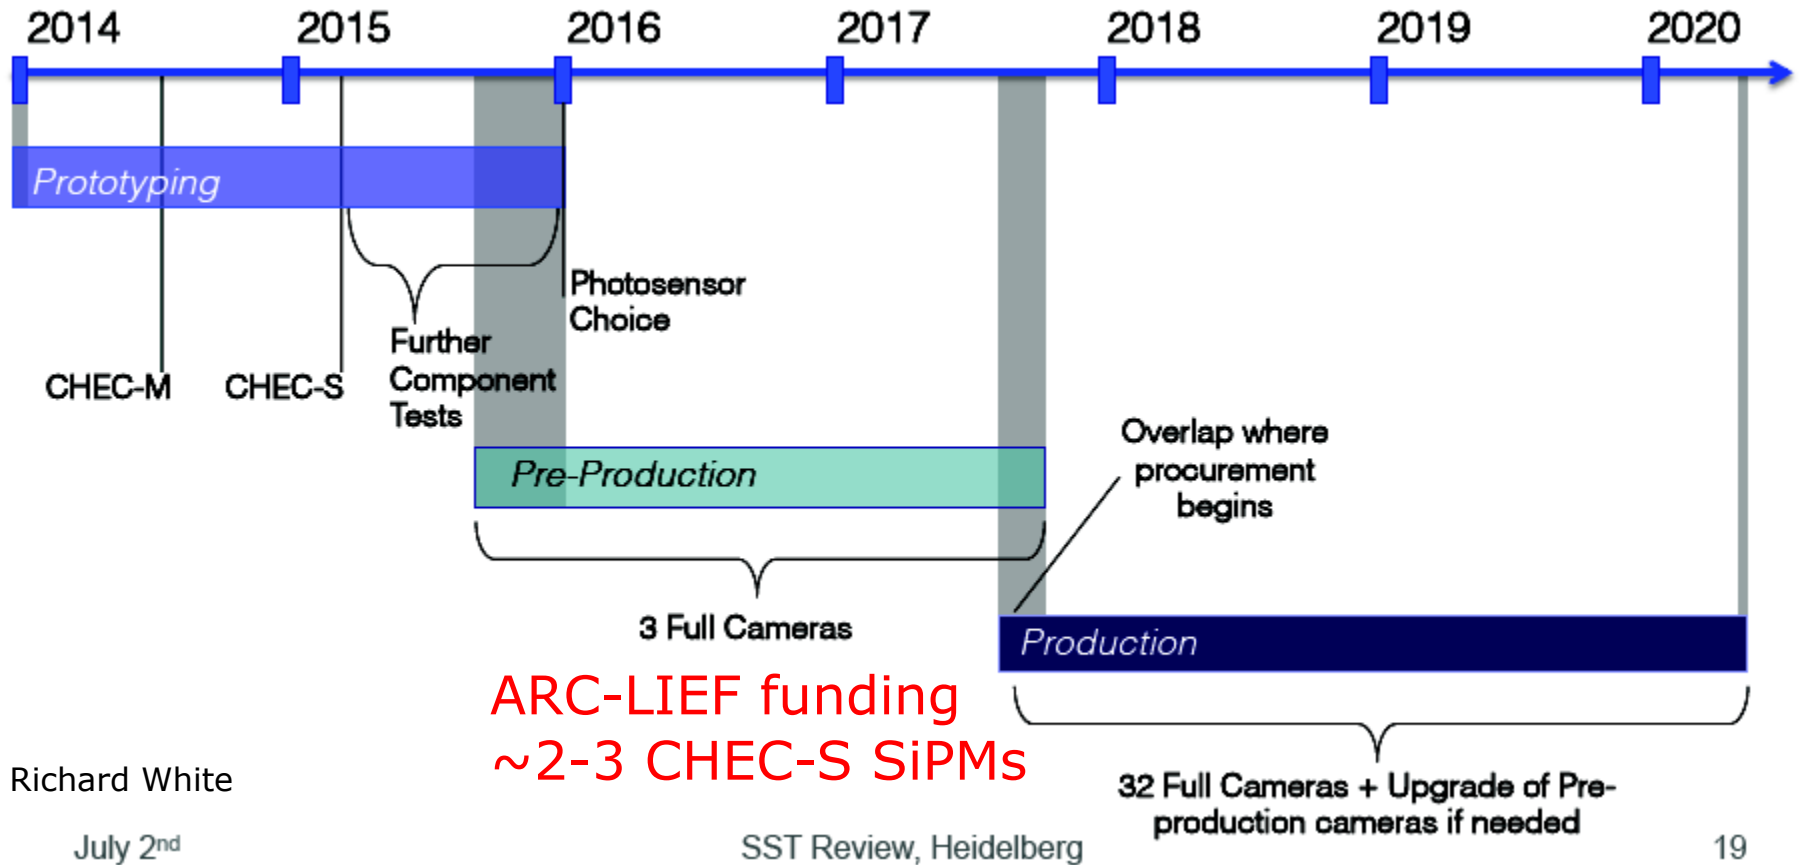 2014 2015 2016 2017 2018 2019 2020
Prototyping
Photosensor
Choice
Further
Component
Tests
CHEC-M
CHEC-S
Overlap where
procurement
begins
Pre-Production
3 Full Cameras
Production
ARC-LIEF funding
~2-3 CHEC-S SiPMs
32 Full Cameras + Upgrade of Pre-
production cameras if needed
Richard White
July 2nd
SST Review, Heidelberg
19